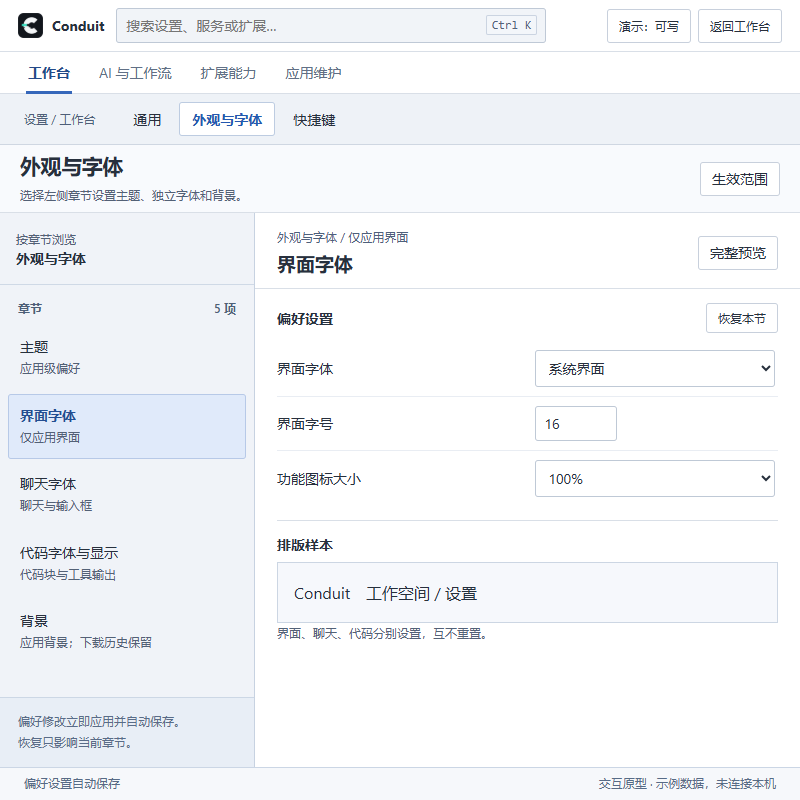 Conduit
搜索设置、服务或扩展...
Ctrl K
演示：可写
返回工作台
工作台
AI 与工作流
扩展能力
应用维护
设置 / 工作台
通用
外观与字体
快捷键
外观与字体
选择左侧章节设置主题、独立字体和背景。
生效范围
按章节浏览
外观与字体
章节
5 项
主题
应用级偏好
界面字体
仅应用界面
聊天字体
聊天与输入框
代码字体与显示
代码块与工具输出
背景
应用背景；下载历史保留
偏好修改立即应用并自动保存。
恢复只影响当前章节。
外观与字体 / 仅应用界面
界面字体
完整预览
偏好设置
恢复本节
界面字体
系统界面
界面字号
16
功能图标大小
100%
排版样本
Conduit 工作空间 / 设置
界面、聊天、代码分别设置，互不重置。
偏好设置自动保存
交互原型 · 示例数据，未连接本机